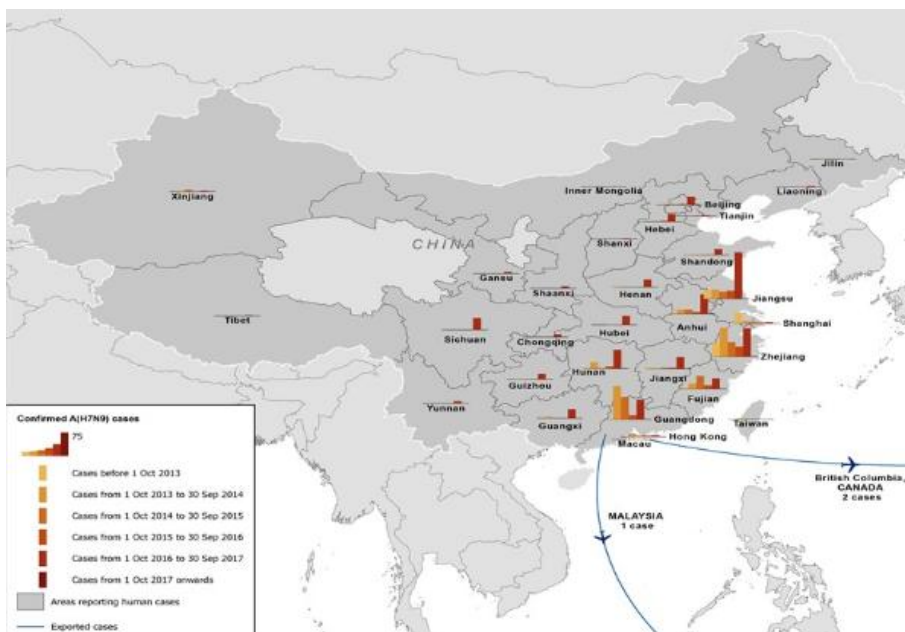 Jilin
Inner Mongolia
Liaoning
Xinjiang
Beijing
Tianjin
Hebei
CHINA
Shanxi
Shandong
Gansu
Shaanxi
Henan
Jiangsu
Tibet
Anhui
Shanghai
Sichuan
Hubei
Chongqing
Zhejiang
Hunan
Jiangxi
Guizhou
Fujian
Yunnan
Guangxi
Guangdong
Taiwan
Hong Kong
Macau
British Columbia,
CANADA
2 cases
MALAYSIA
1 case
Confirmed A(H7N9) cases
75
Cases before 1 Oct 2013
Cases from 1 Oct 2013 to 30 Sep 2014
Cases from 1 Oct 2014 to 30 Sep 2015
Cases from 1 Oct 2015 to 30 Sep 2016
Cases from 1 Oct 2016 to 30 Sep 2017
Cases from 1 Oct 2017 onwards
Areas reporting human cases
Exported cases